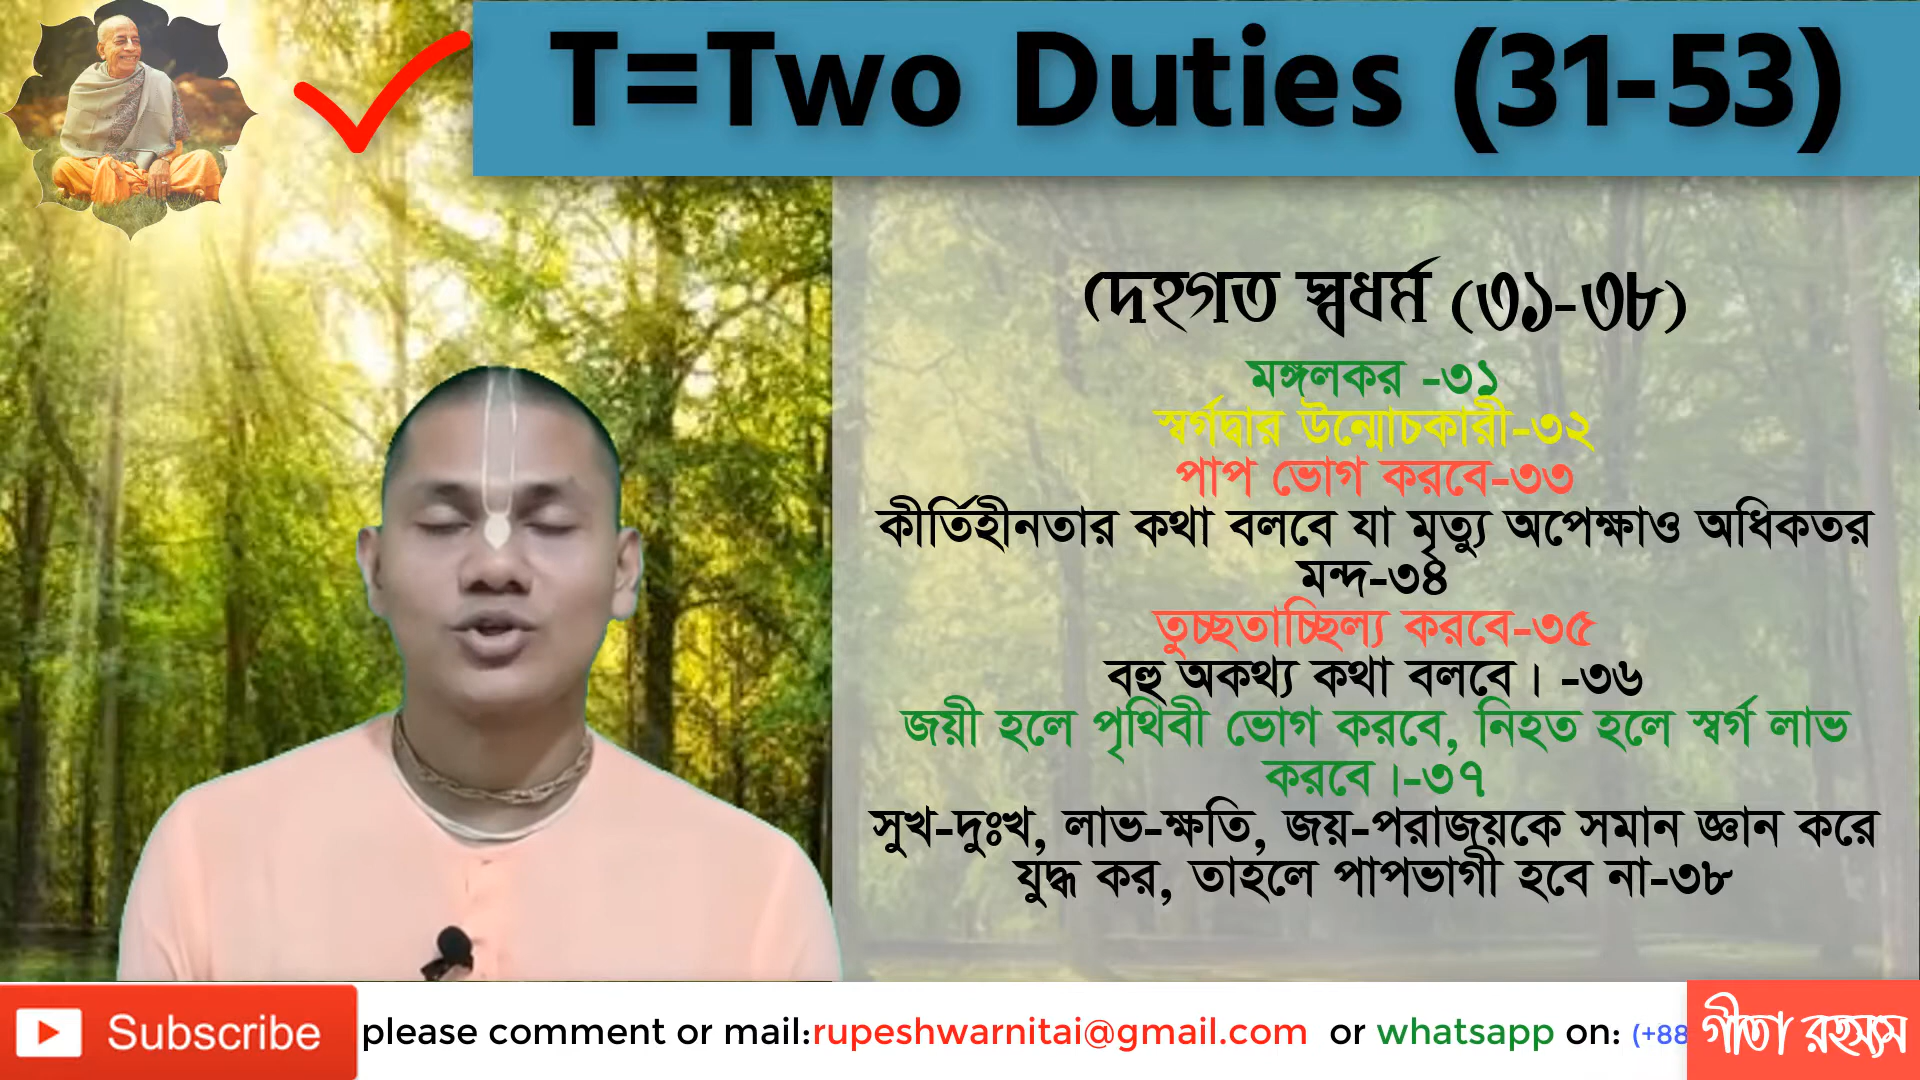 T=Two Duties (31-53)
দেহগত স্বধর্ম (৩১-৩৮)
মঙ্গলকর -৩১
স্বর্গদ্বার উন্মোচকারী-৩২
পাপ ভোগ করবে-৩৩
কীর্তিহীনতার কথা বলবে যা মৃত্যু অপেক্ষাও অধিকতর
মন্দ-৩৪
তুচ্ছতাচ্ছিল্য করবে-৩৫
বহু অকথ্য কথা বলবে। -৩৬
জয়ী হলে পৃথিবী ভোগ করবে, নিহত হলে স্বর্গ লাভ
করবে।-৩৭
সুখ-দুঃখ, লাভ-ক্ষতি, জয়-পরাজয়কে সমান জ্ঞান করে
যুদ্ধ কর, তাহলে পাপভাগী হবে না-৩৮
Subscribe please comment or mail:rupeshwarnitai@gmail.com or whatsapp on: (+88
গীতা রহস্য